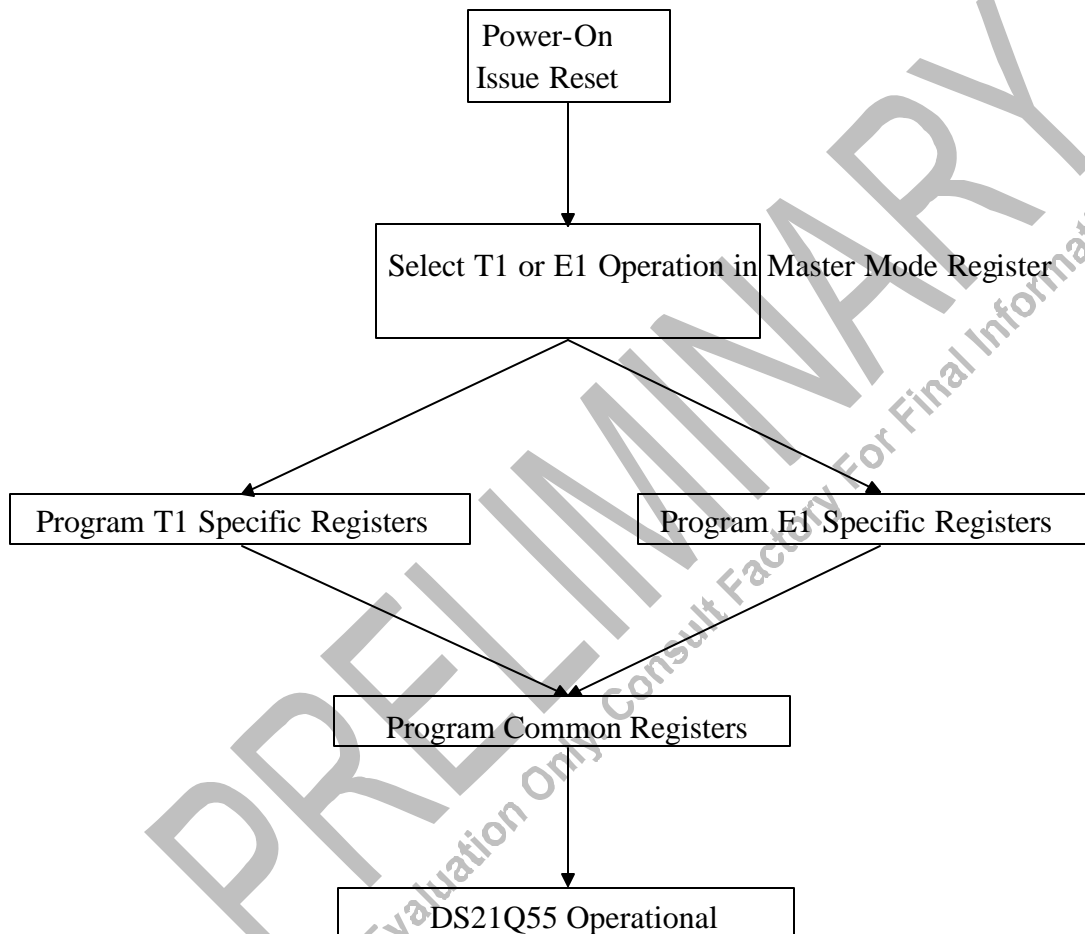 Power-On
Issue Reset
Select T1 or E1 Operation in Master Mode Register
Program T1 Specific Registers
Program E1 Specific Registers
Program Common Registers
DS21Q55 Operational
PRELIMINARY
Evaluation Only Consult Factory For Final